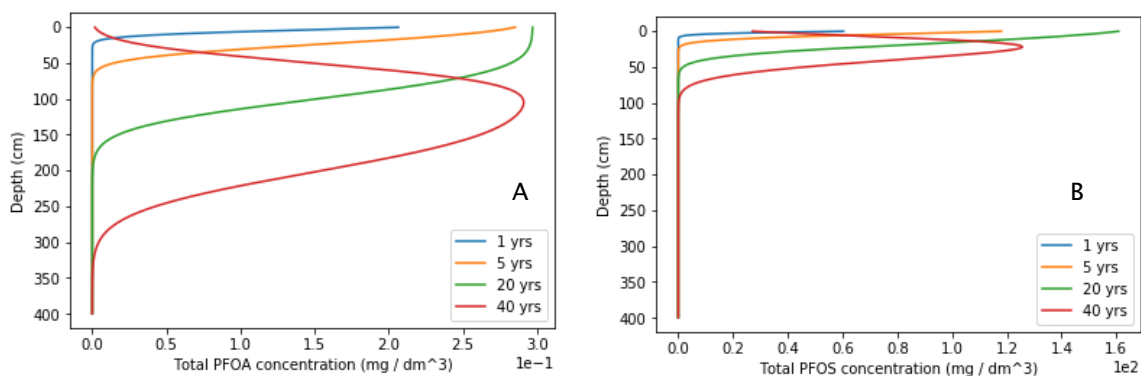 0
50
100
150
200
250
300
350
400
Depth (cm)
A
1 yrs
5 yrs
20 yrs
40 yrs
0.0 0.5 1.0 1.5 2.0 2.5 3.0
Total PFOA concentration (mg / dm^3)
1e−1
0
50
100
150
200
250
300
350
400
Depth (cm)
B
1 yrs
5 yrs
20 yrs
40 yrs
0.0 0.2 0.4 0.6 0.8 1.0 1.2 1.4 1.6
Total PFOS concentration (mg / dm^3)
1e2